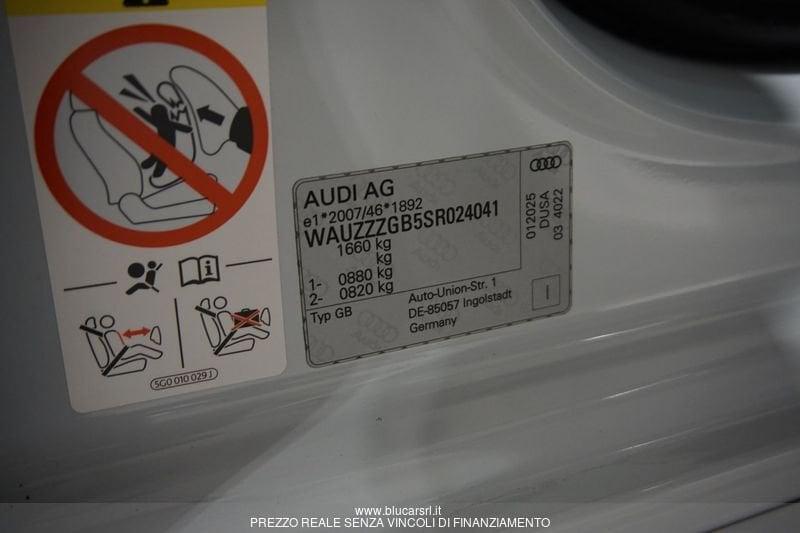 AUDI AG
e1*2007/46*1892
WAUZZZGB5SR024041
1660 kg
kg
1- 0880 kg
2- 0820 kg
Typ GB
Auto-Union-Str. 1
DE-85057 Ingolstadt
Germany
I
012025
DUSA
03 4022
5G0 010 029 J
www.blucarsrl.it
PREZZO REALE SENZA VINCOLI DI FINANZIAMENTO